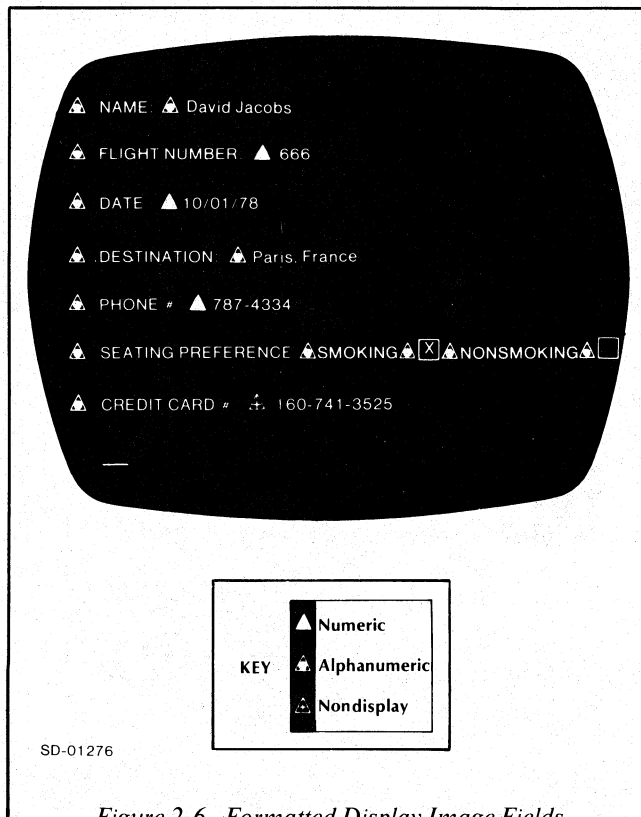 NAME: David Jacobs
FLIGHT NUMBER: 666
DATE 10/01/78
DESTINATION: Paris, France
PHONE # 787-4334
SEATING PREFERENCE SMOKING X NONSMOKING
CREDIT CARD # 160-741-3525
KEY
Numeric
Alphanumeric
Nondisplay
SD-01276
Figure 2-6. Formatted Display Image Fields